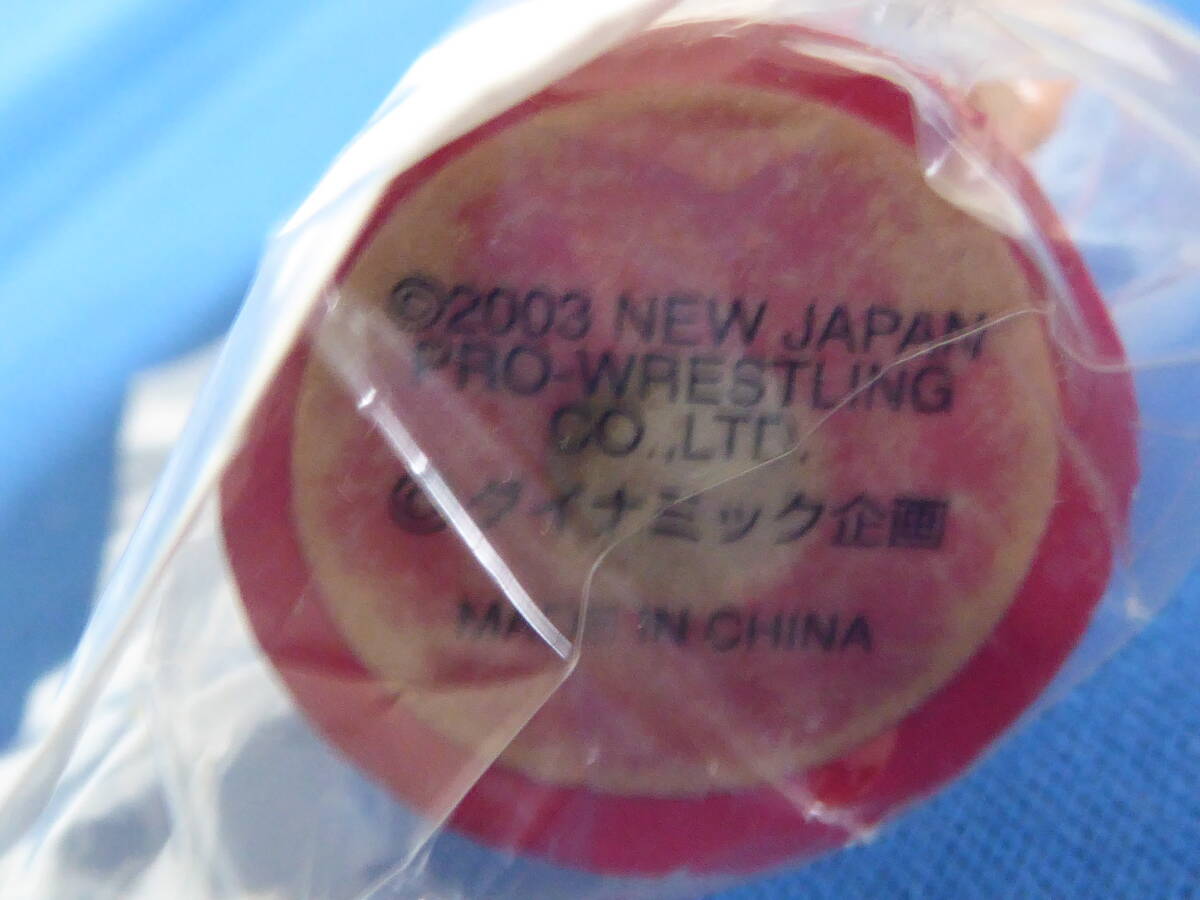 ©2003 NEW JAPAN
PRO-WRESTLING
CO.,LTD.
© ダイナミック企画
MADE IN CHINA